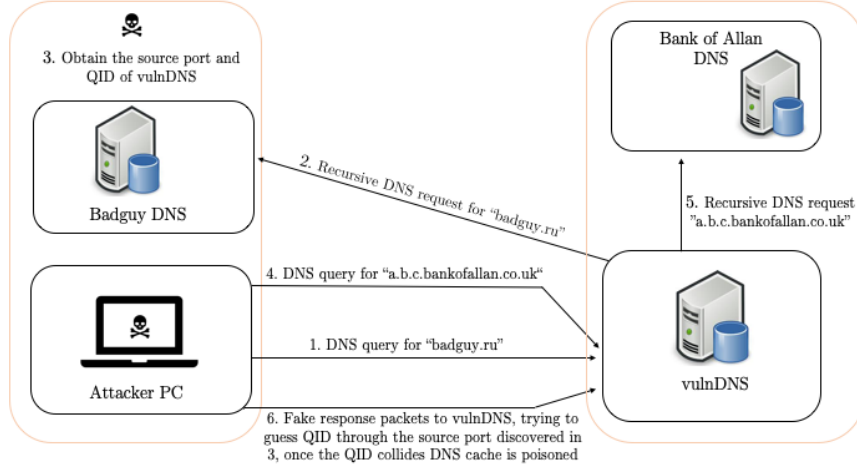 3. Obtain the source port and
QID of vulnDNS
Badguy DNS
Bank of Allan
DNS
2. Recursive DNS request for “badguy.ru”
5. Recursive DNS request
”a.b.c.bankofallan.co.uk”
4. DNS query for “a.b.c.bankofallan.co.uk“
1. DNS query for “badguy.ru”
Attacker PC
vulnDNS
6. Fake response packets to vulnDNS, trying to
guess QID through the source port discovered in
3, once the QID collides DNS cache is poisoned